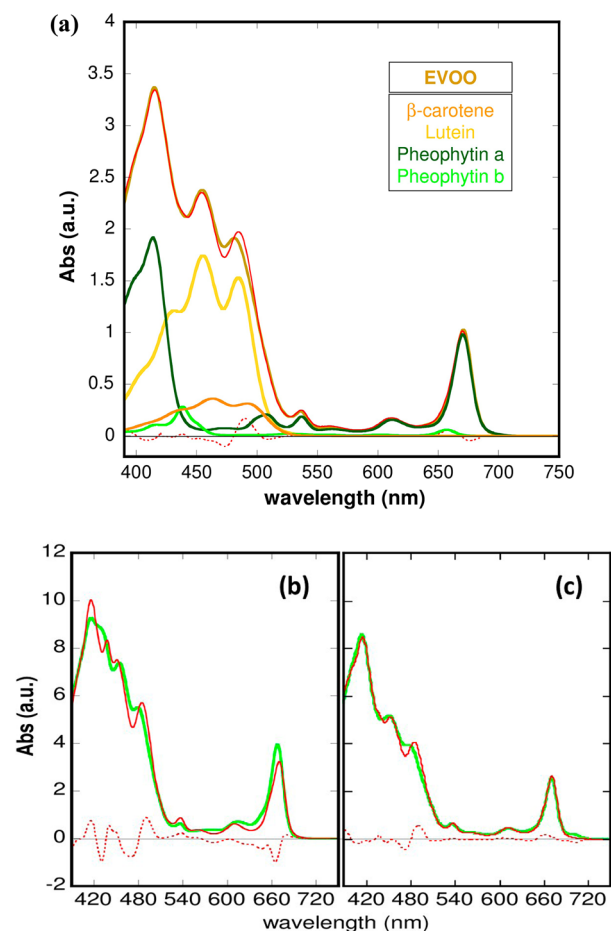 (a)
4
3.5
3
2.5
2
1.5
1
0.5
0
Abs (a.u.)
EVOO
β-carotene
Lutein
Pheophytin a
Pheophytin b
400 450 500 550 600 650 700 750
wavelength (nm)
12
10
8
6
4
2
0
-2
Abs (a.u.)
(b)
(c)
420 480 540 600 660 720
420 480 540 600 660 720
wavelength (nm)